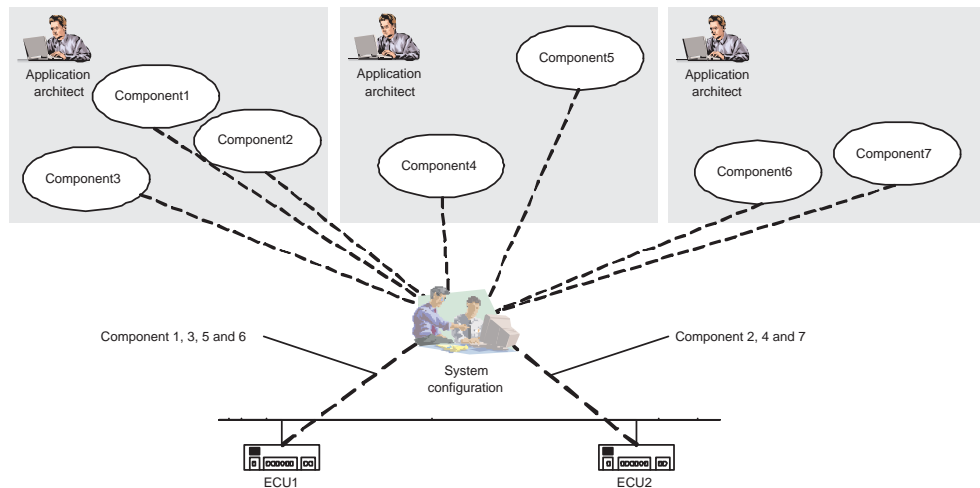 Application
architect
Component1
Component2
Component3
Application
architect
Component5
Component4
Application
architect
Component6
Component7
Component 1, 3, 5 and 6
Component 2, 4 and 7
System
configuration
ECU1
ECU2